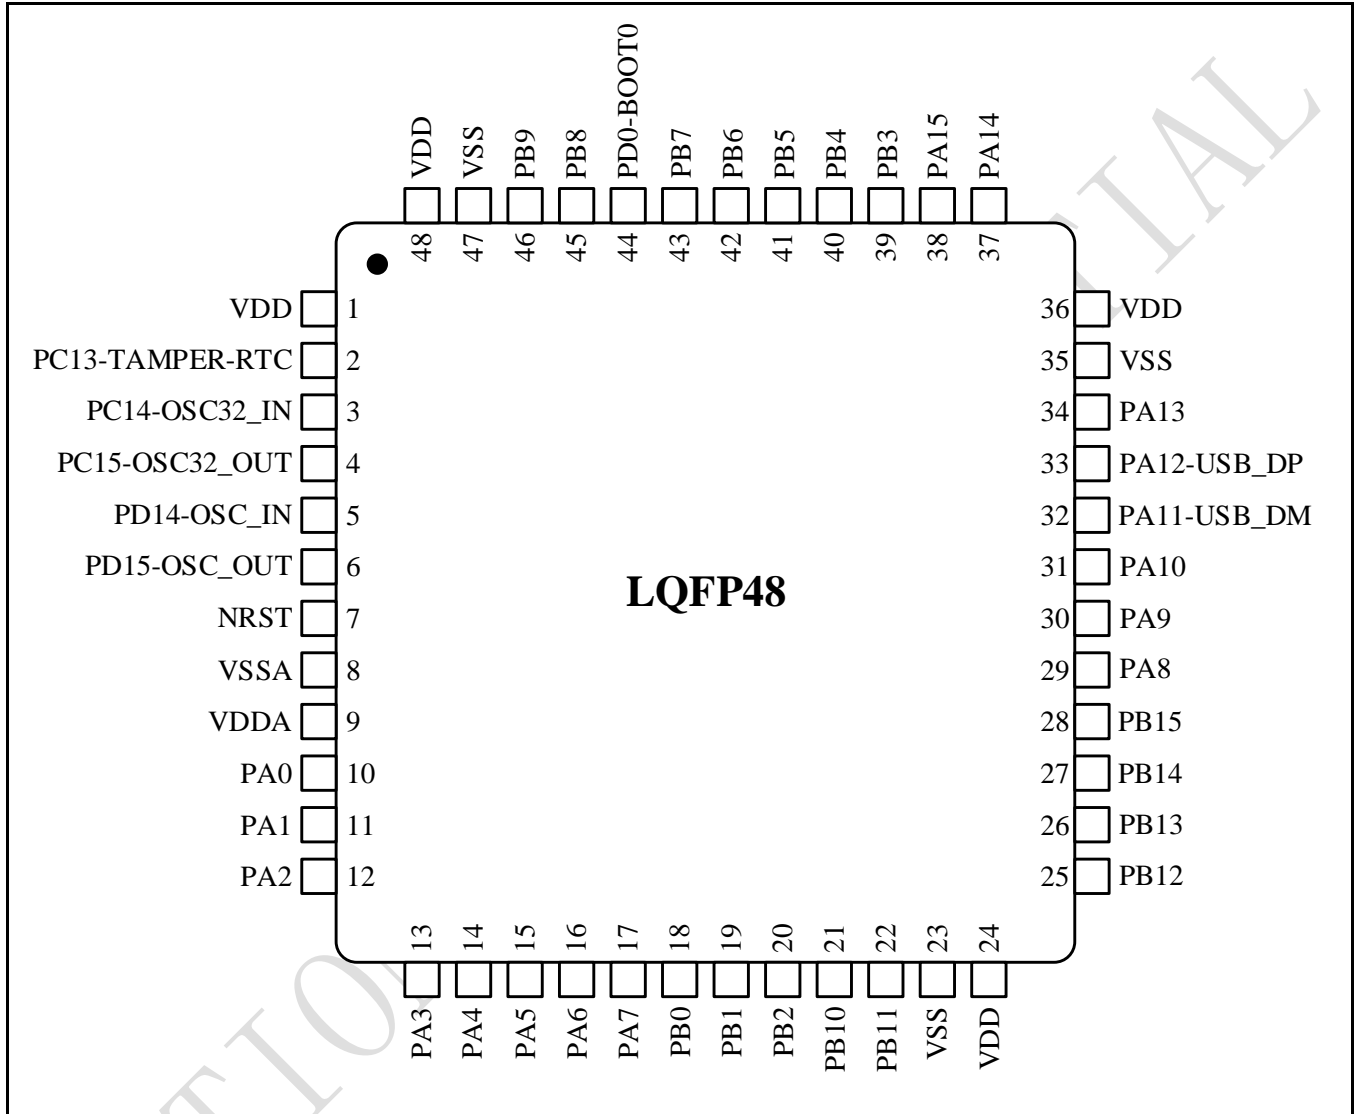 VDD
VSS
PB9
PB8
PD0-BOOT0
PB7
PB6
PB5
PB4
PB3
PA15
PA14
48
47
46
45
44
43
42
41
40
39
38
37
VDD 1
PC13-TAMPER-RTC 2
PC14-OSC32_IN 3
PC15-OSC32_OUT 4
PD14-OSC_IN 5
PD15-OSC_OUT 6
NRST 7
VSSA 8
VDDA 9
PA0 10
PA1 11
PA2 12
LQFP48
36 VDD
35 VSS
34 PA13
33 PA12-USB_DP
32 PA11-USB_DM
31 PA10
30 PA9
29 PA8
28 PB15
27 PB14
26 PB13
25 PB12
13
14
15
16
17
18
19
20
21
22
23
24
PA3
PA4
PA5
PA6
PA7
PB0
PB1
PB2
PB10
PB11
VSS
VDD